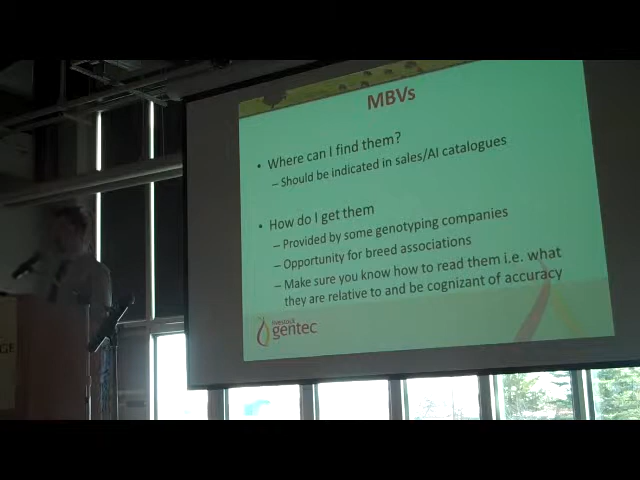 MBVs
• Where can I find them?
– Should be indicated in sales/AI catalogues
• How do I get them
– Provided by some genotyping companies
– Opportunity for breed associations
– Make sure you know how to read them i.e. what
they are relative to and be cognizant of accuracy
livestock
gentec
GE